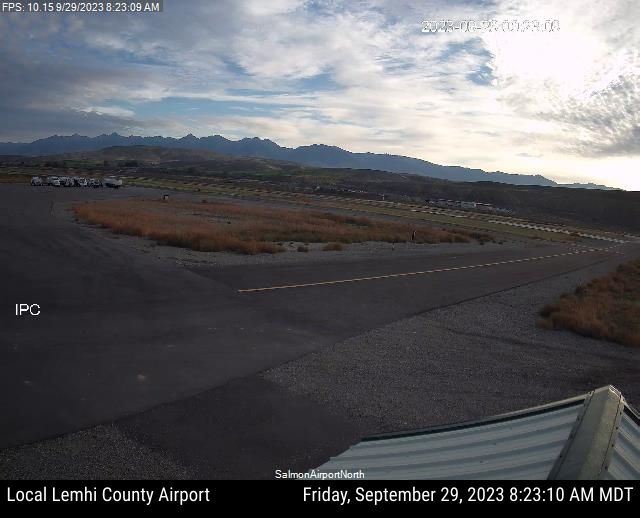 FPS: 10.15 9/29/2023 8:23:09 AM
IPC
SalmonAirportNorth
Local Lemhi County Airport Friday, September 29, 2023 8:23:10 AM MDT